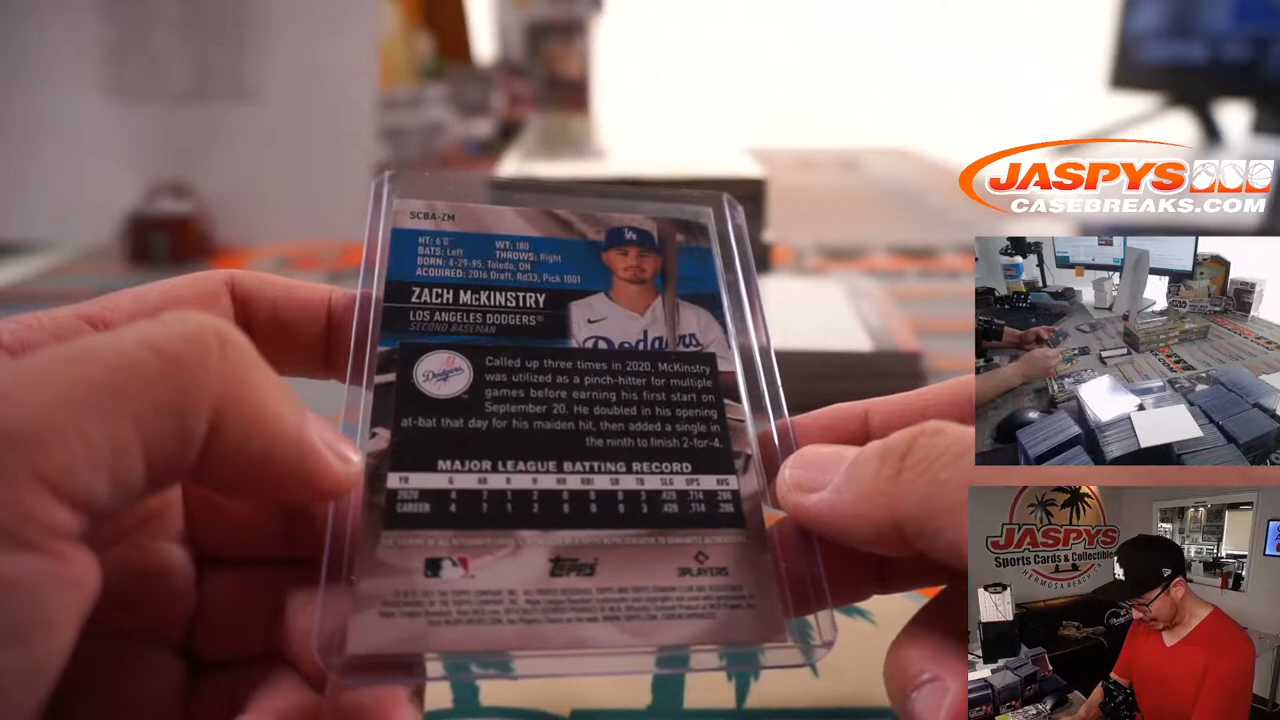 SCBA-ZM
HT: 6'0" WT: 180
BATS: Left THROWS: Right
BORN: 4-29-95, Toledo, OH
ACQUIRED: 2016 Draft, Rd33, Pick 1001
ZACH McKINSTRY
LOS ANGELES DODGERS®
SECOND BASEMAN
LA
Dodgers
Dodgers
Called up three times in 2020, McKinstry
was utilized as a pinch-hitter for multiple
games before earning his first start on
September 20. He doubled in his opening
at-bat that day for his maiden hit, then added a single in
the ninth to finish 2-for-4.
MAJOR LEAGUE BATTING RECORD
YR G AB R H HR RBI SB TB SLG OPS AVG
2020 4 7 1 2 0 0 0 3 .429 .714 .286
CAREER 4 7 1 2 0 0 0 3 .429 .714 .286
TOPPS
PLAYERS
JASPYS
CASEBREAKS.COM
JASPYS
Sports Cards & Collectibles
HERMOSA BEACH, CA
LA